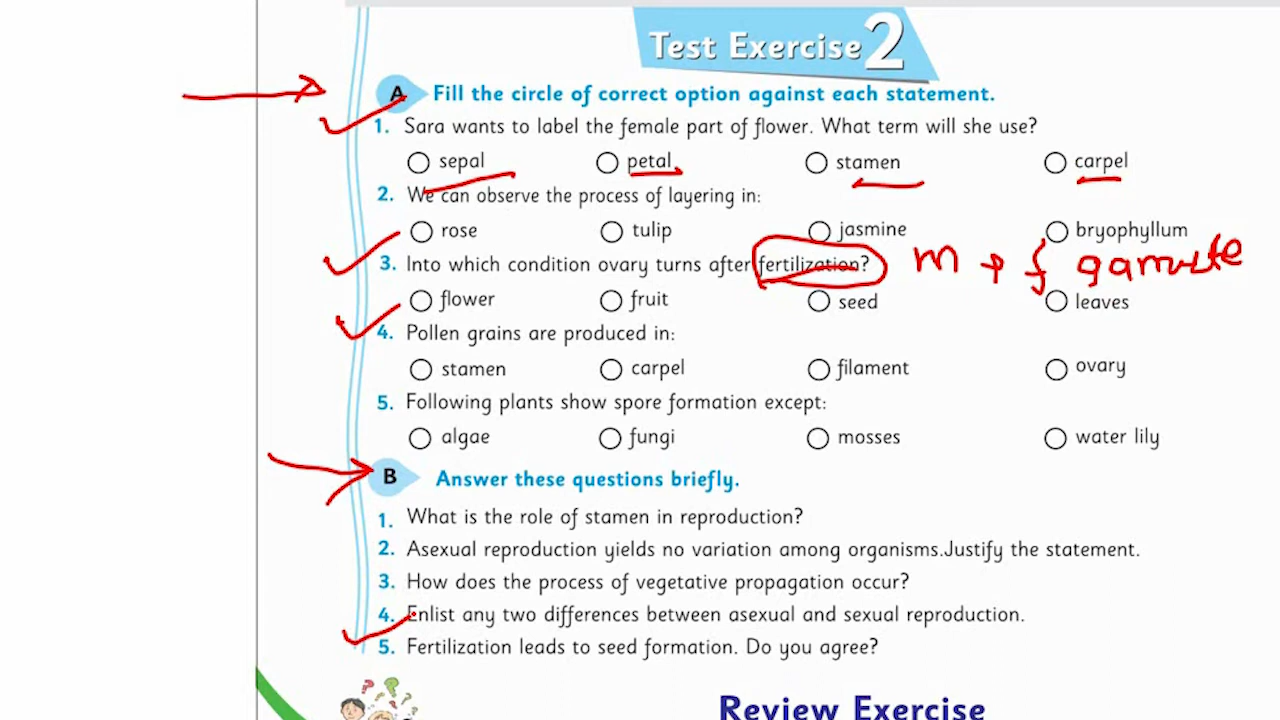 Test Exercise 2
A Fill the circle of correct option against each statement.
1. Sara wants to label the female part of flower. What term will she use?
sepal petal stamen carpel
2. We can observe the process of layering in:
rose tulip jasmine bryophyllum
3. Into which condition ovary turns after fertilization? m + f gamete
flower fruit seed leaves
4. Pollen grains are produced in:
stamen carpel filament ovary
5. Following plants show spore formation except:
algae fungi mosses water lily
B Answer these questions briefly.
1. What is the role of stamen in reproduction?
2. Asexual reproduction yields no variation among organisms.Justify the statement.
3. How does the process of vegetative propagation occur?
4. Enlist any two differences between asexual and sexual reproduction.
5. Fertilization leads to seed formation. Do you agree?
Review Exercise